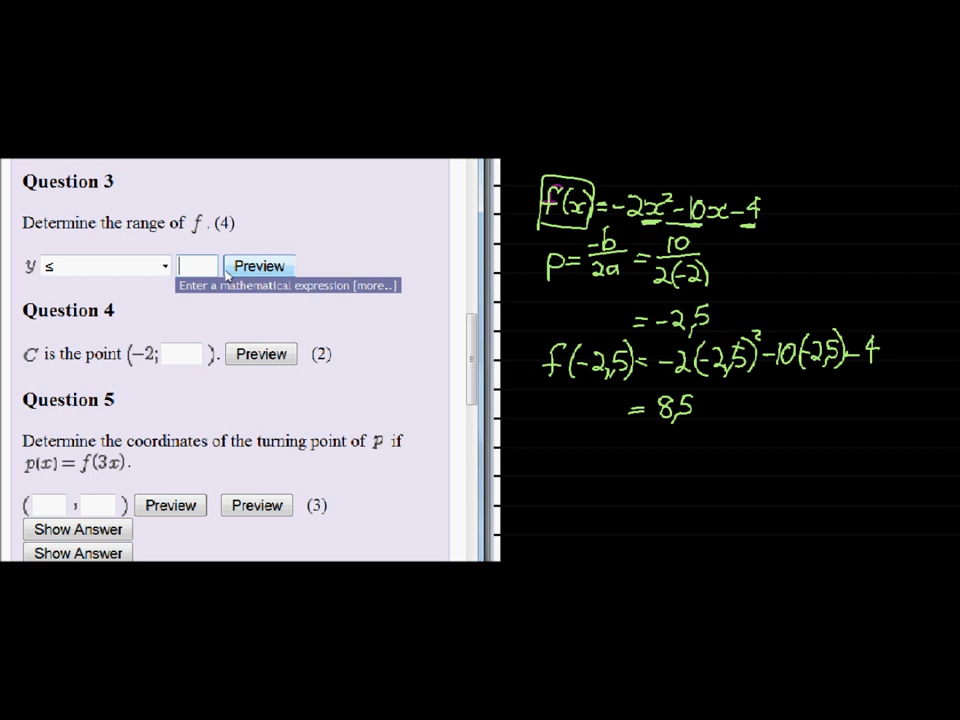 Question 3
Determine the range of f. (4)
y ≤ Preview
Enter a mathematical expression [more..]
Question 4
C is the point (−2; ). Preview (2)
Question 5
Determine the coordinates of the turning point of p if
p(x) = f(3x).
( , ) Preview Preview (3)
Show Answer
Show Answer
f(x) = -2x² - 10x - 4
p = -b/2a = 10/2(-2)
= -2,5
f(-2,5) = -2(-2,5)² - 10(-2,5) - 4
= 8,5